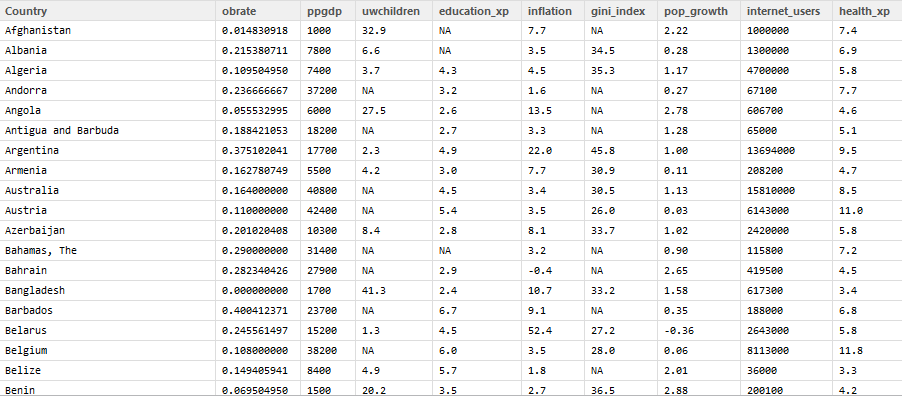 Country obrate ppgdp uwchildren education_xp inflation gini_index pop_growth internet_users health_xp
Afghanistan 0.014830918 1000 32.9 NA 7.7 NA 2.22 1000000 7.4
Albania 0.215380711 7800 6.6 NA 3.5 34.5 0.28 1300000 6.9
Algeria 0.109504950 7400 3.7 4.3 4.5 35.3 1.17 4700000 5.8
Andorra 0.236666667 37200 NA 3.2 1.6 NA 0.27 67100 7.7
Angola 0.055532995 6000 27.5 2.6 13.5 NA 2.78 606700 4.6
Antigua and Barbuda 0.188421053 18200 NA 2.7 3.3 NA 1.28 65000 5.1
Argentina 0.375102041 17700 2.3 4.9 22.0 45.8 1.00 13694000 9.5
Armenia 0.162780749 5500 4.2 3.0 7.7 30.9 0.11 208200 4.7
Australia 0.164000000 40800 NA 4.5 3.4 30.5 1.13 15810000 8.5
Austria 0.110000000 42400 NA 5.4 3.5 26.0 0.03 6143000 11.0
Azerbaijan 0.201020408 10300 8.4 2.8 8.1 33.7 1.02 2420000 5.8
Bahamas, The 0.290000000 31400 NA NA 3.2 NA 0.90 115800 7.2
Bahrain 0.282340426 27900 NA 2.9 -0.4 NA 2.65 419500 4.5
Bangladesh 0.000000000 1700 41.3 2.4 10.7 33.2 1.58 617300 3.4
Barbados 0.400412371 23700 NA 6.7 9.1 NA 0.35 188000 6.8
Belarus 0.245561497 15200 1.3 4.5 52.4 27.2 -0.36 2643000 5.8
Belgium 0.108000000 38200 NA 6.0 3.5 28.0 0.06 8113000 11.8
Belize 0.149405941 8400 4.9 5.7 1.8 NA 2.01 36000 3.3
Benin 0.069504950 1500 20.2 3.5 2.7 36.5 2.88 200100 4.2